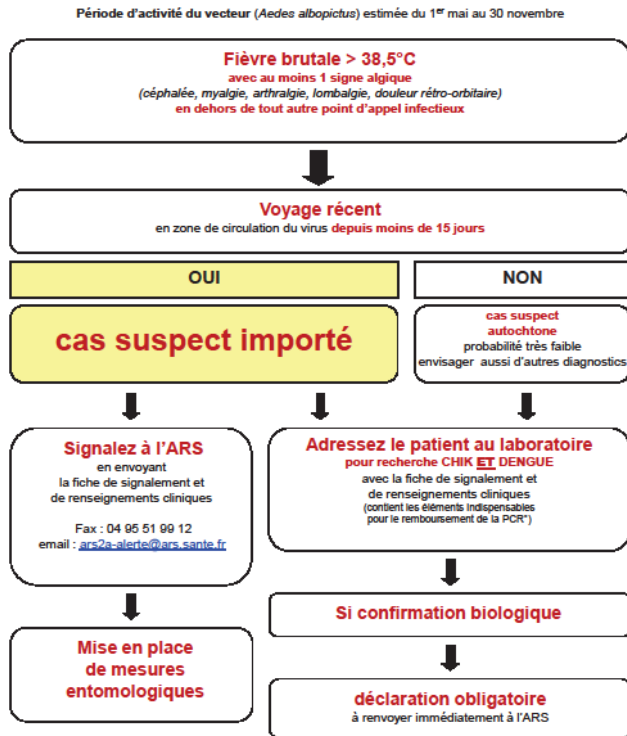 Période d'activité du vecteur (Aedes albopictus) estimée du 1er mai au 30 novembre
Fièvre brutale > 38,5°C
avec au moins 1 signe algique
(céphalée, myalgie, arthralgie, lombalgie, douleur rétro-orbitaire)
en dehors de tout autre point d'appel infectieux
Voyage récent
en zone de circulation du virus depuis moins de 15 jours
OUI
NON
cas suspect importé
cas suspect
autochtone
probabilité très faible
envisager aussi d'autres diagnostics
Signalez à l'ARS
en envoyant
la fiche de signalement et
de renseignements cliniques
Fax : 04 95 51 99 12
email : ars2a-alerte@ars.sante.fr
Adressez le patient au laboratoire
pour recherche CHIK ET DENGUE
avec la fiche de signalement et
de renseignements cliniques
(contient les éléments indispensables
pour le remboursement de la PCR*)
Mise en place
de mesures
entomologiques
Si confirmation biologique
déclaration obligatoire
à renvoyer immédiatement à l'ARS